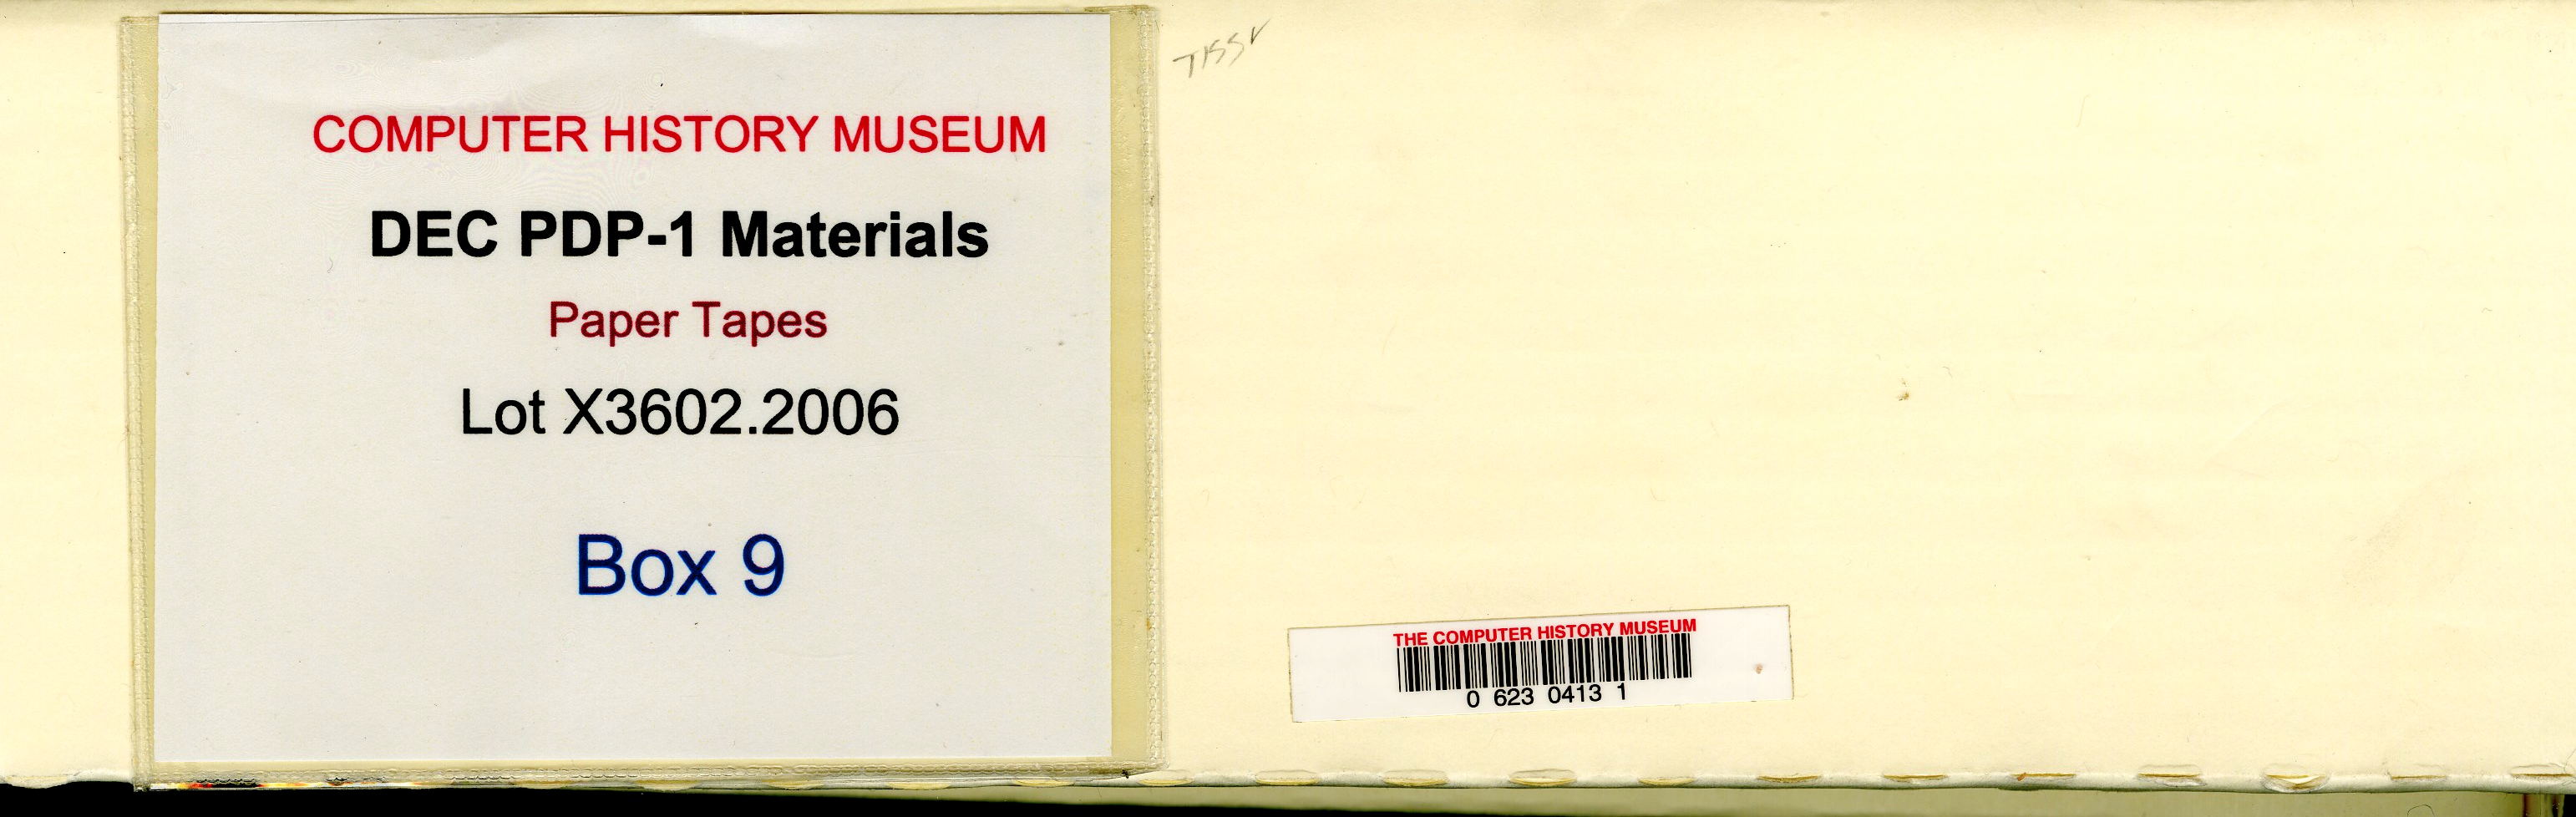 COMPUTER HISTORY MUSEUM
DEC PDP-1 Materials
Paper Tapes
Lot X3602.2006
Box 9
THE COMPUTER HISTORY MUSEUM
0 623 0413 1